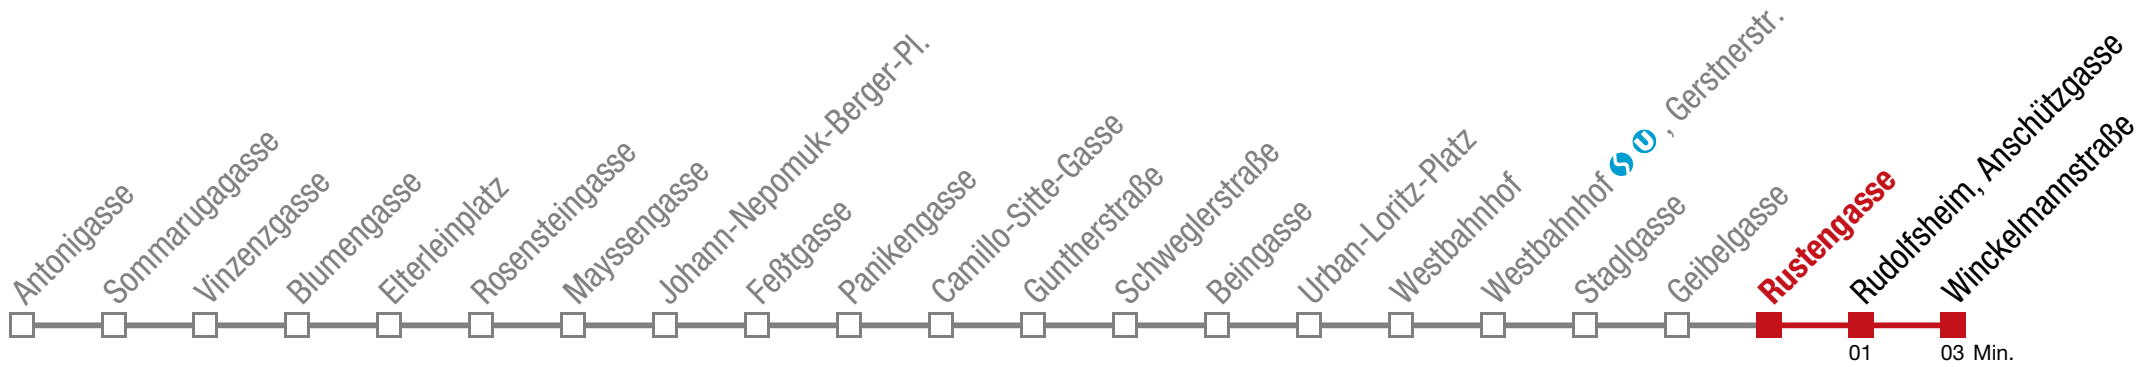 Antonigasse
Sommarugagasse
Vinzenzgasse
Blumengasse
Elterleinplatz
Rosensteingasse
Mayssengasse
Johann-Nepomuk-Berger-Pl.
Feßtgasse
Panikengasse
Camillo-Sitte-Gasse
Guntherstraße
Schweglerstraße
Beingasse
Urban-Loritz-Platz
Westbahnhof
Westbahnhof S U , Gerstnerstr.
Staglgasse
Geibelgasse
Rustengasse
Rudolfsheim, Anschützgasse
Winckelmannstraße
01
03 Min.